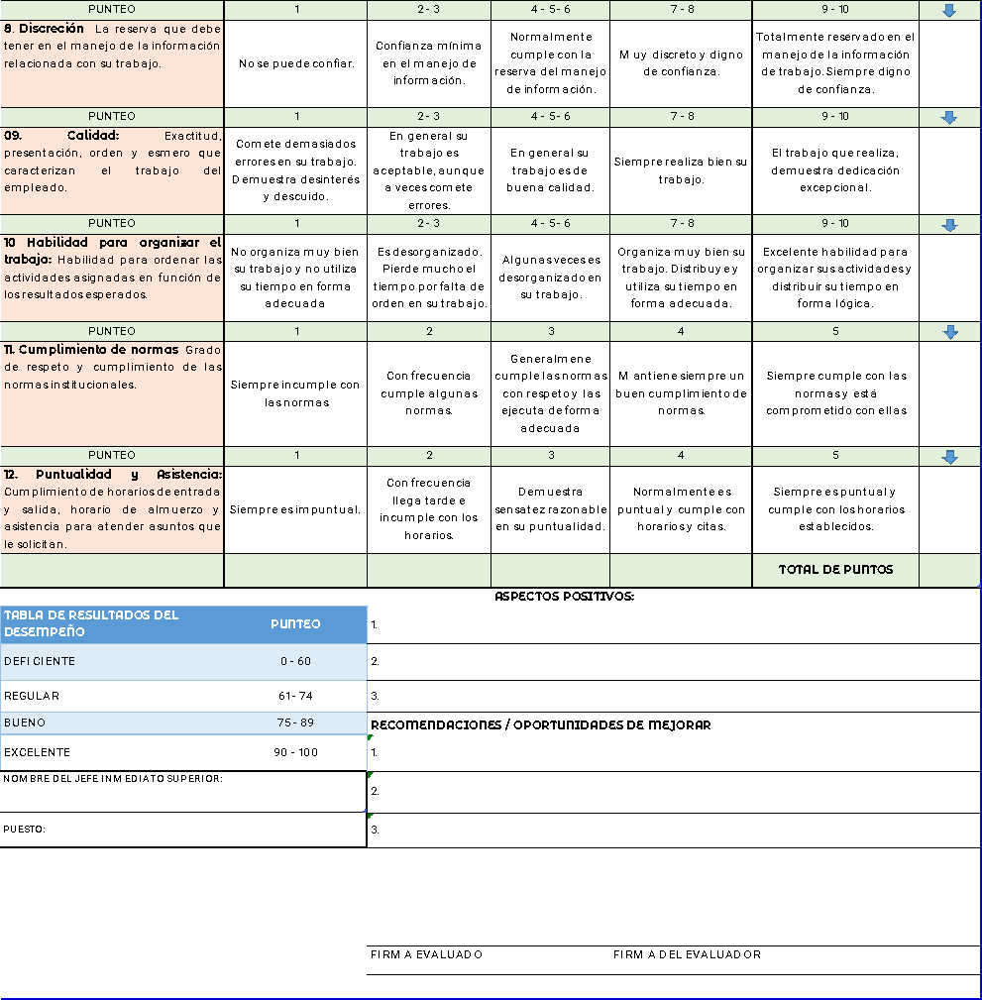 PUNTEO 1 2 - 3 4 - 5- 6 7 - 8 9 - 10
8. Discreción La reserva que debe tener en el manejo de la información relacionada con su trabajo.
No se puede confiar.
Confianza mínima en el manejo de información.
Normalmente cumple con la reserva del manejo de información.
Muy discreto y digno de confianza.
Totalmente reservado en el manejo de la información de trabajo. Siempre digno de confianza.
PUNTEO 1 2 - 3 4 - 5- 6 7 - 8 9 - 10
09. Calidad: Exactitud, presentación, orden y esmero que caracterizan el trabajo del empleado.
Comete demasiados errores en su trabajo. Demuestra desinterés y descuido.
En general su trabajo es aceptable, aunque a veces comete errores.
En general su trabajo es de buena calidad.
Siempre realiza bien su trabajo.
El trabajo que realiza, demuestra dedicación excepcional.
PUNTEO 1 2 - 3 4 - 5- 6 7 - 8 9 - 10
10 Habilidad para organizar el trabajo: Habilidad para ordenar las actividades asignadas en función de los resultados esperados.
No organiza muy bien su trabajo y no utiliza su tiempo en forma adecuada
Es desorganizado. Pierde mucho el tiempo por falta de orden en su trabajo.
Algunas veces es desorganizado en su trabajo.
Organiza muy bien su trabajo. Distribuye y utiliza su tiempo en forma adecuada.
Excelente habilidad para organizar sus actividades y distribuir su tiempo en forma lógica.
PUNTEO 1 2 3 4 5
11. Cumplimiento de normas Grado de respeto y cumplimiento de las normas institucionales.
Siempre incumple con las normas
Con frecuencia cumple algunas normas.
Generalmene cumple las normas con respeto y las ejecuta de forma adecuada
Mantiene siempre un buen cumplimiento de normas.
Siempre cumple con las normas y está comprometido con ellas
PUNTEO 1 2 3 4 5
12. Puntualidad y Asistencia: Cumplimiento de horarios de entrada y salida, horario de almuerzo y asistencia para atender asuntos que le solicitan.
Siempre es impuntual.
Con frecuencia llega tarde e incumple con los horarios.
Demuestra sensatez razonable en su puntualidad.
Normalmente es puntual y cumple con horarios y citas.
Siempre es puntual y cumple con los horarios establecidos.
TOTAL DE PUNTOS
ASPECTOS POSITIVOS:
TABLA DE RESULTADOS DEL DESEMPEÑO PUNTEO
1.
DEFICIENTE 0 - 60
2.
REGULAR 61 - 74
3.
BUENO 75 - 89
RECOMENDACIONES / OPORTUNIDADES DE MEJORAR
EXCELENTE 90 - 100
1.
NOMBRE DEL JEFE INMEDIATO SUPERIOR:
2.
PUESTO:
3.
FIRMA EVALUADO FIRMA DEL EVALUADOR